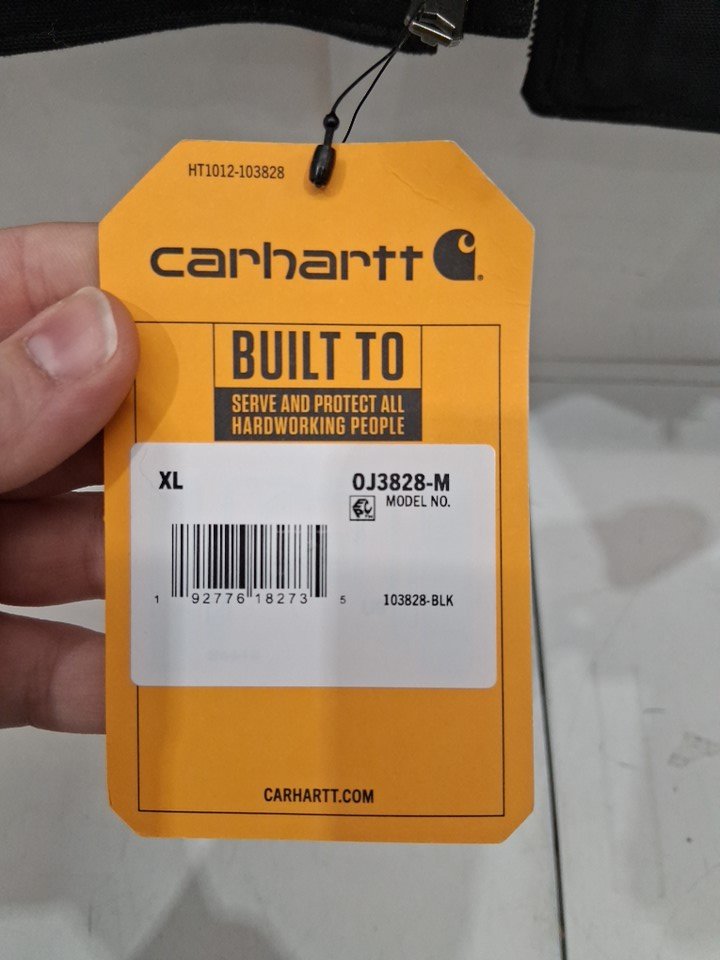 HT1012-103828
carhartt
BUILT TO
SERVE AND PROTECT ALL
HARDWORKING PEOPLE
XL
OJ3828-M
MODEL NO.
1 92776 18273 5
103828-BLK
CARHARTT.COM